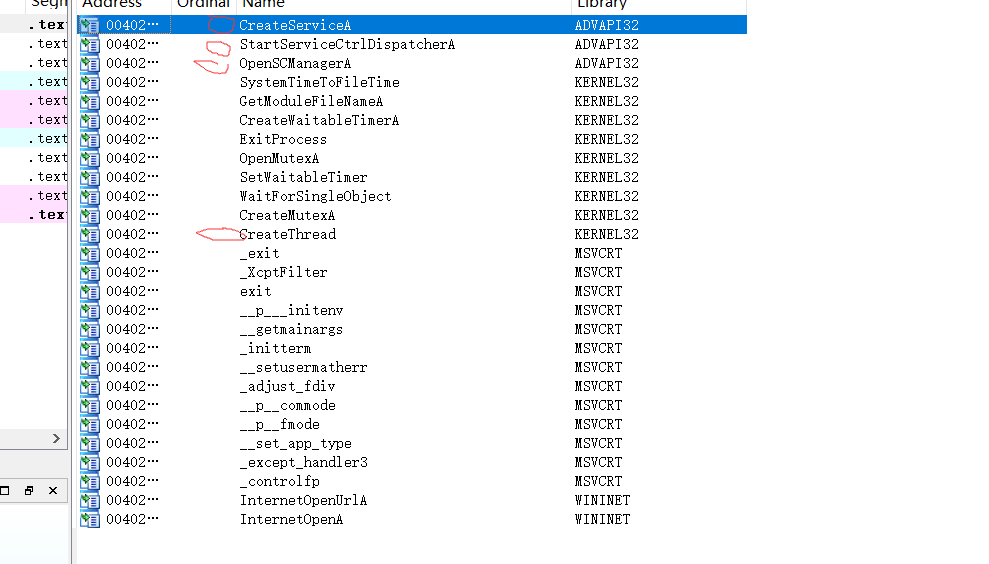 Segm Address Ordinal Name Library
.text 00402… CreateServiceA ADVAPI32
.text 00402… StartServiceCtrlDispatcherA ADVAPI32
.text 00402… OpenSCManagerA ADVAPI32
.text 00402… SystemTimeToFileTime KERNEL32
.text 00402… GetModuleFileNameA KERNEL32
.text 00402… CreateWaitableTimerA KERNEL32
.text 00402… ExitProcess KERNEL32
.text 00402… OpenMutexA KERNEL32
.text 00402… SetWaitableTimer KERNEL32
.text 00402… WaitForSingleObject KERNEL32
.text 00402… CreateMutexA KERNEL32
00402… CreateThread KERNEL32
00402… _exit MSVCRT
00402… _XcptFilter MSVCRT
00402… exit MSVCRT
00402… __p___initenv MSVCRT
00402… __getmainargs MSVCRT
00402… _initterm MSVCRT
00402… __setusermatherr MSVCRT
00402… _adjust_fdiv MSVCRT
00402… __p__commode MSVCRT
00402… __p__fmode MSVCRT
00402… __set_app_type MSVCRT
00402… _except_handler3 MSVCRT
00402… _controlfp MSVCRT
00402… InternetOpenUrlA WININET
00402… InternetOpenA WININET